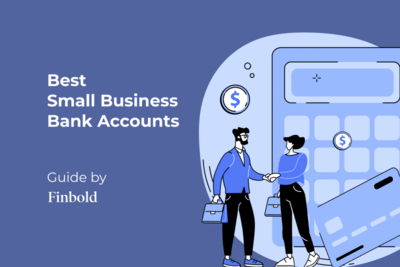 Best
Small Business
Bank Accounts
Guide by
Finbold
$
$